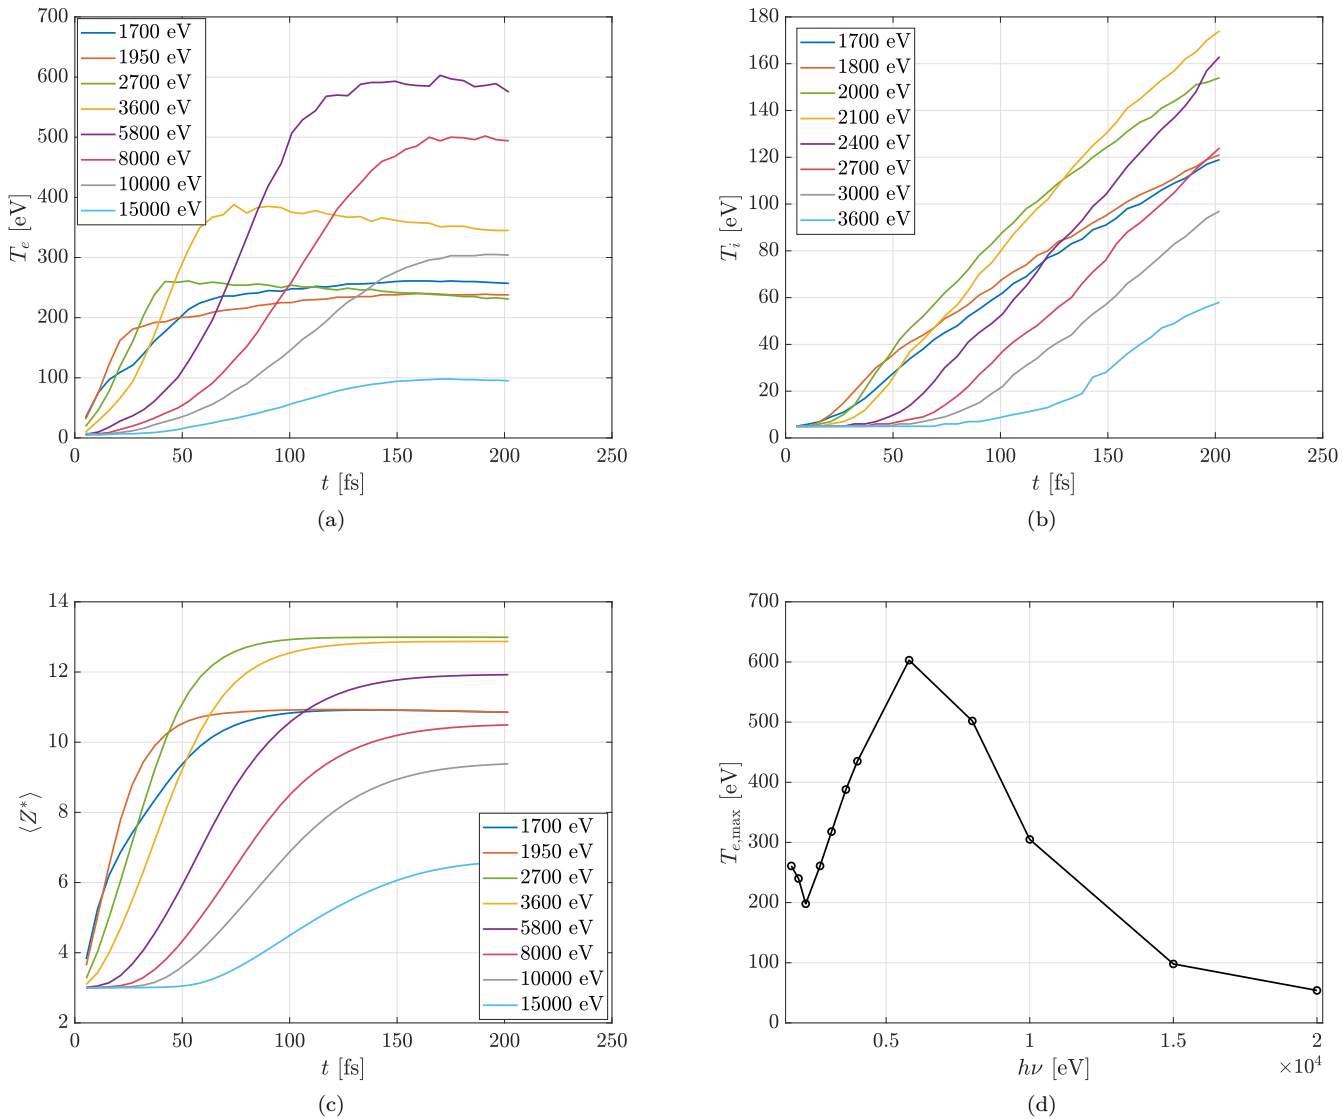 700
600
500
400
300
200
100
0
T_e [eV]
1700 eV
1950 eV
2700 eV
3600 eV
5800 eV
8000 eV
10000 eV
15000 eV
0 50 100 150 200 250
t [fs]
(a)
180
160
140
120
100
80
60
40
20
0
T_i [eV]
1700 eV
1800 eV
2000 eV
2100 eV
2400 eV
2700 eV
3000 eV
3600 eV
0 50 100 150 200 250
t [fs]
(b)
14
12
10
8
6
4
2
⟨Z*⟩
1700 eV
1950 eV
2700 eV
3600 eV
5800 eV
8000 eV
10000 eV
15000 eV
0 50 100 150 200 250
t [fs]
(c)
700
600
500
400
300
200
100
0
T_{e,max} [eV]
0.5 1 1.5 2
×10^4
hν [eV]
(d)